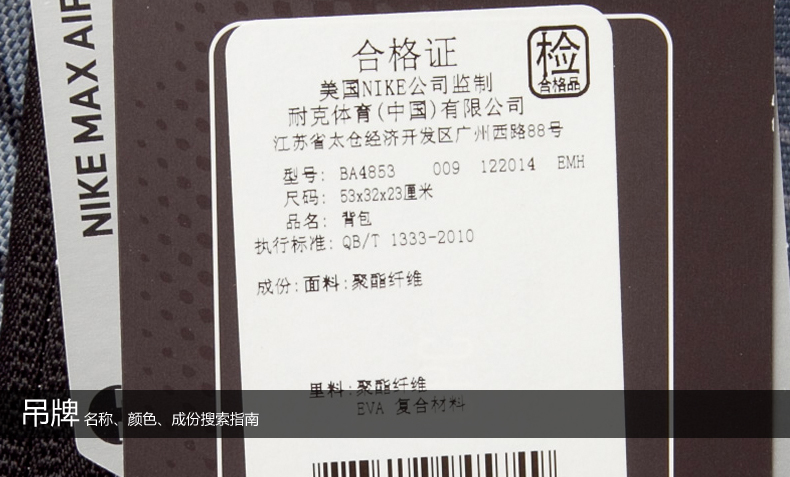 NIKE MAX AIR
合格证
检
合格品
美国NIKE公司监制
耐克体育(中国)有限公司
江苏省太仓经济开发区广州西路88号
型号: BA4853 009 122014 EMH
尺码: 53x32x23厘米
品名: 背包
执行标准: QB/T 1333-2010
成份: 面料: 聚酯纤维
里料: 聚酯纤维
EVA 复合材料
吊牌 名称、颜色、成份搜索指南